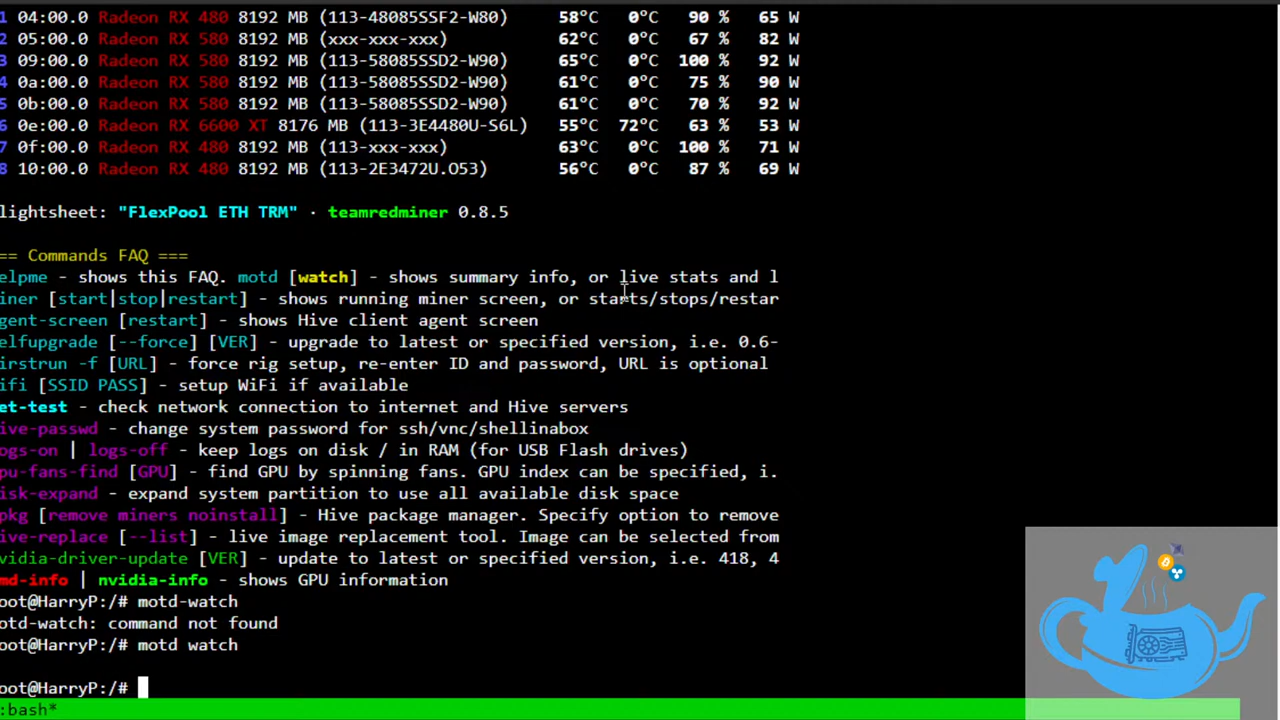 1 04:00.0 Radeon RX 480 8192 MB (113-48085SSF2-W80) 58°C 0°C 90 % 65 W
2 05:00.0 Radeon RX 580 8192 MB (xxx-xxx-xxx) 62°C 0°C 67 % 82 W
3 09:00.0 Radeon RX 580 8192 MB (113-58085SSD2-W90) 65°C 0°C 100 % 92 W
4 0a:00.0 Radeon RX 580 8192 MB (113-58085SSD2-W90) 61°C 0°C 75 % 90 W
5 0b:00.0 Radeon RX 580 8192 MB (113-58085SSD2-W90) 61°C 0°C 70 % 92 W
6 0e:00.0 Radeon RX 6600 XT 8176 MB (113-3E4480U-S6L) 55°C 72°C 63 % 53 W
7 0f:00.0 Radeon RX 480 8192 MB (113-xxx-xxx) 63°C 0°C 100 % 71 W
8 10:00.0 Radeon RX 480 8192 MB (113-2E3472U.O53) 56°C 0°C 87 % 69 W
lightsheet: "FlexPool ETH TRM" · teamredminer 0.8.5
== Commands FAQ ===
elpme - shows this FAQ. motd [watch] - shows summary info, or live stats and l
iner [start|stop|restart] - shows running miner screen, or starts/stops/restar
gent-screen [restart] - shows Hive client agent screen
elfupgrade [--force] [VER] - upgrade to latest or specified version, i.e. 0.6-
irstrun -f [URL] - force rig setup, re-enter ID and password, URL is optional
ifi [SSID PASS] - setup WiFi if available
et-test - check network connection to internet and Hive servers
ive-passwd - change system password for ssh/vnc/shellinabox
ogs-on | logs-off - keep logs on disk / in RAM (for USB Flash drives)
pu-fans-find [GPU] - find GPU by spinning fans. GPU index can be specified, i.
isk-expand - expand system partition to use all available disk space
pkg [remove miners noinstall] - Hive package manager. Specify option to remove
ive-replace [--list] - live image replacement tool. Image can be selected from
vidia-driver-update [VER] - update to latest or specified version, i.e. 418, 4
md-info | nvidia-info - shows GPU information
oot@HarryP:/# motd-watch
otd-watch: command not found
oot@HarryP:/# motd watch
oot@HarryP:/#
:bash*